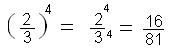 (2/3)^4 = 2^4/3^4 = 16/81